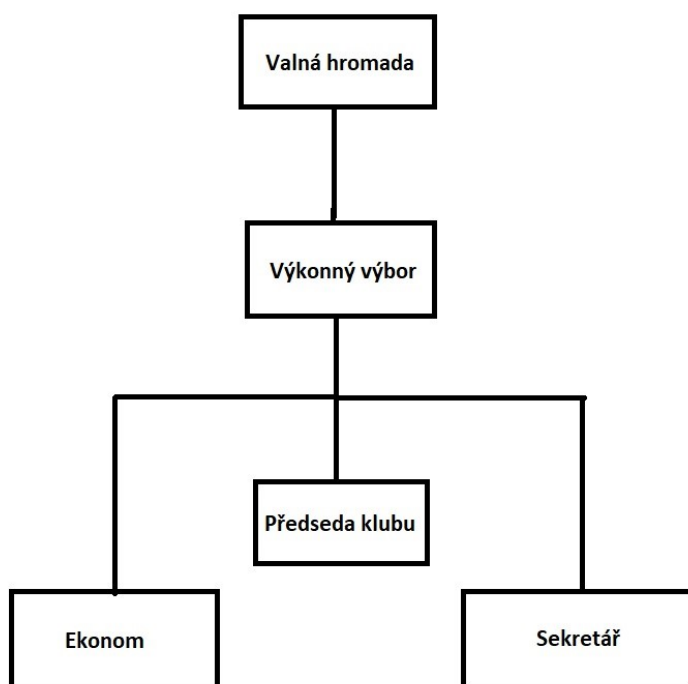 Valná hromada
Výkonný výbor
Předseda klubu
Ekonom
Sekretář